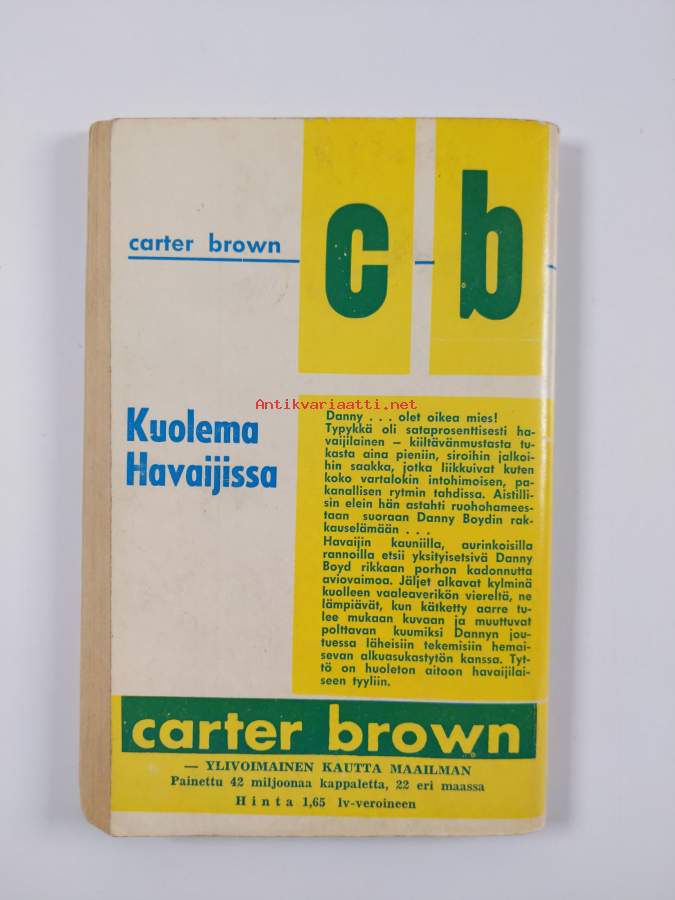 carter brown
c b
Antikvariaatti.net
Kuolema
Havaijissa
Danny . . . olet oikea mies!
Typykkä oli sataprosenttisesti ha-
vaijilainen – kiiltävänmustasta tu-
kasta aina pieniin, siroihin jalkoi-
hin saakka, jotka liikkuivat kuten
koko vartalokin intohimoisen, pa-
kanallisen rytmin tahdissa. Aistilli-
sin elein hän astahti ruohohamees-
taan suoraan Danny Boydin rak-
kauselämään . . .
Havaijin kauniilla, aurinkoisilla
rannoilla etsii yksityisetsivä Danny
Boyd rikkaan porhon kadonnutta
aviovaimoa. Jäljet alkavat kylminä
kuolleen vaaleaverikön viereltä, ne
lämpiävät, kun kätketty aarre tu-
lee mukaan kuvaan ja muuttuvat
polttavan kuumiksi Dannyn jou-
tuessa läheisiin tekemisiin hemai-
sevan alkuasukastytön kanssa. Tyt-
tö on huoleton aitoon havaijilai-
seen tyyliin.
carter brown
— YLIVOIMAINEN KAUTTA MAAILMAN
Painettu 42 miljoonaa kappaletta, 22 eri maassa
Hinta 1,65 lv-veroineen